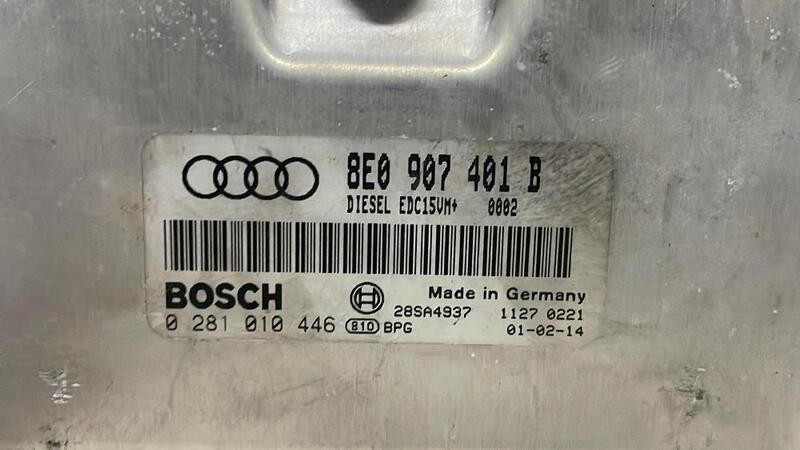 8E0 907 401 B
DIESEL EDC15VM+ 0002
BOSCH
Made in Germany
28SA4937 1127 0221
0 281 010 446 810 BPG 01-02-14